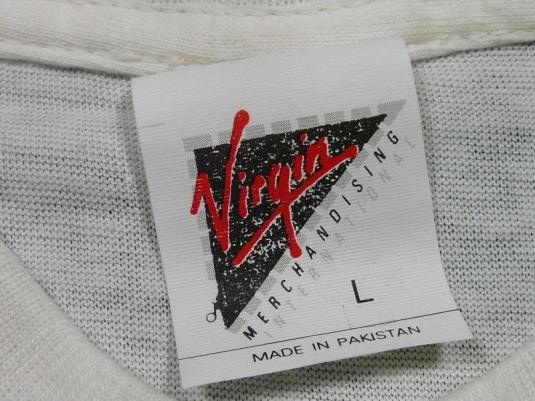 Virgin
MERCHANDISING
INTERNATIONAL
L
MADE IN PAKISTAN